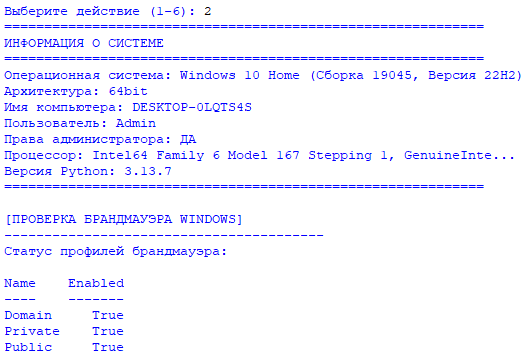 Выберите действие (1-6): 2
============================================================
ИНФОРМАЦИЯ О СИСТЕМЕ
============================================================
Операционная система: Windows 10 Home (Сборка 19045, Версия 22H2)
Архитектура: 64bit
Имя компьютера: DESKTOP-0LQTS4S
Пользователь: Admin
Права администратора: ДА
Процессор: Intel64 Family 6 Model 167 Stepping 1, GenuineInte...
Версия Python: 3.13.7
============================================================
[ПРОВЕРКА БРАНДМАУЭРА WINDOWS]
----------------------------------------
Статус профилей брандмауэра:
Name    Enabled
----    -------
Domain     True
Private    True
Public     True